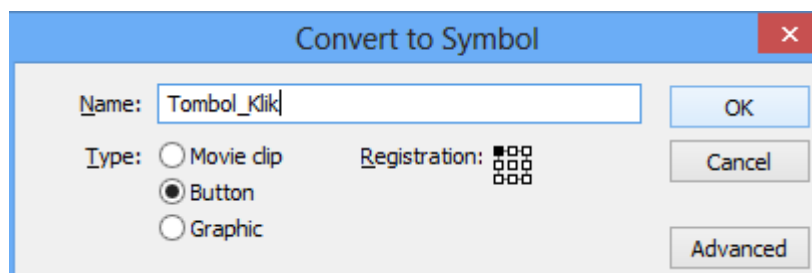 Convert to Symbol
Name: Tombol_Klik OK
Type: Movie clip Registration: Cancel
Button
Graphic
Advanced